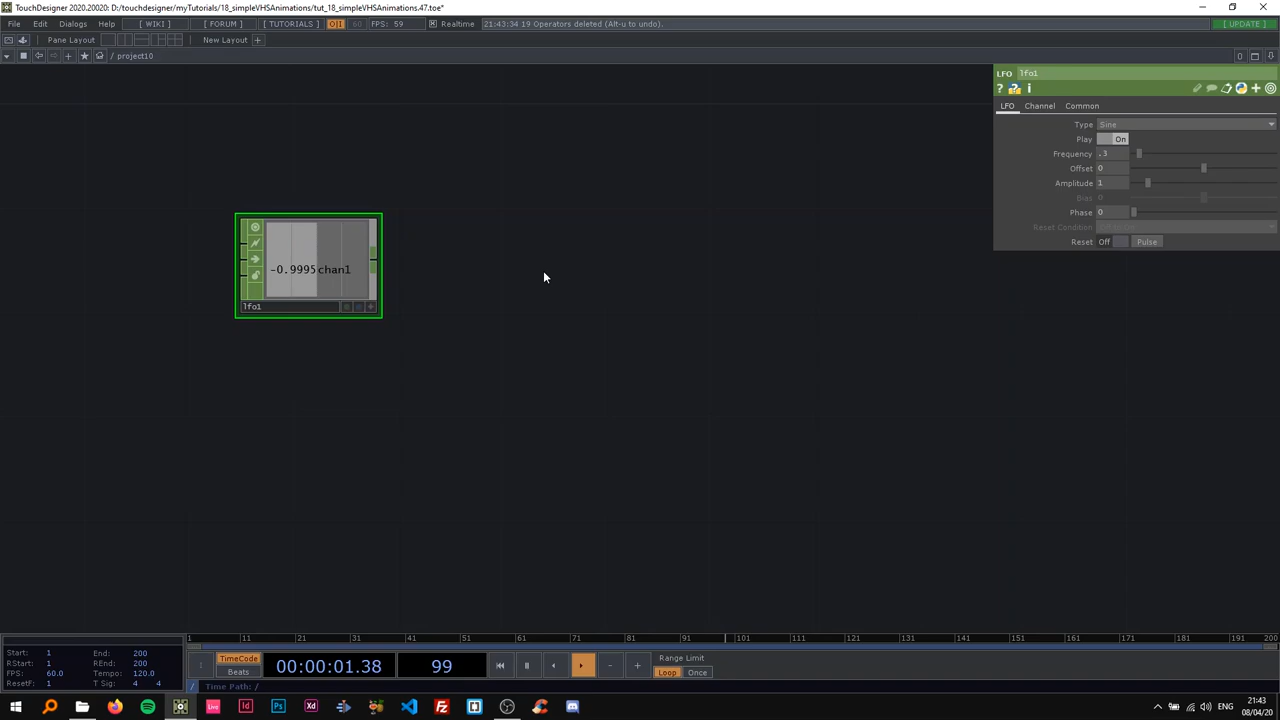 TouchDesigner 2020.20020: D:/touchdesigner/myTutorials/18_simpleVHSAnimations/tut_18_simpleVHSAnimations.47.toe*
File Edit Dialogs Help [ WIKI ] [ FORUM ] [ TUTORIALS ] O|I 60 FPS: 59 Realtime 21:43:34 19 Operators deleted (Alt-u to undo). [ UPDATE ]
Pane Layout New Layout +
/ project10
LFO lfo1
? i
LFO Channel Common
Type Sine
Play On
Frequency .3
Offset 0
Amplitude 1
Bias 0
Phase 0
Reset Condition
Reset Off Pulse
-0.9995 chan1
lfo1
1 11 21 31 41 51 61 71 81 91 101 111 121 131 141 151 161 171 181 191 200
Start: 1 End: 200
RStart: 1 REnd: 200
FPS: 60.0 Tempo: 120.0
ResetF: 1 T Sig: 4 4
TimeCode
Beats
00:00:01.38 99
Range Limit
Loop Once
/ Time Path: /
ENG
21:43
08/04/20